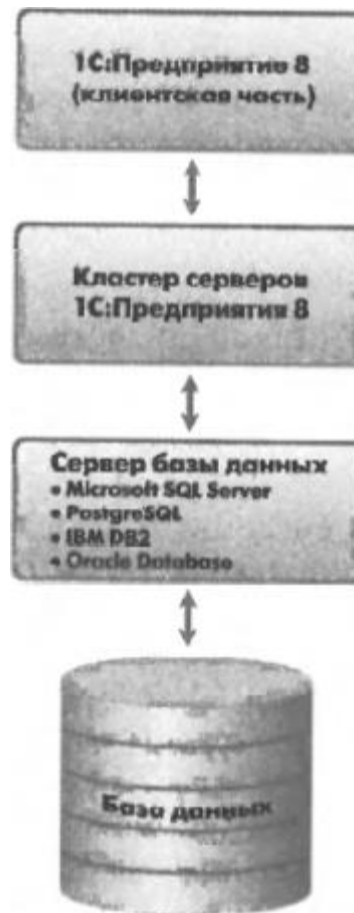 1С:Предприятие 8
(клиентская часть)
Кластер серверов
1С:Предприятия 8
Сервер базы данных
• Microsoft SQL Server
• PostgreSQL
• IBM DB2
• Oracle Database
База данных